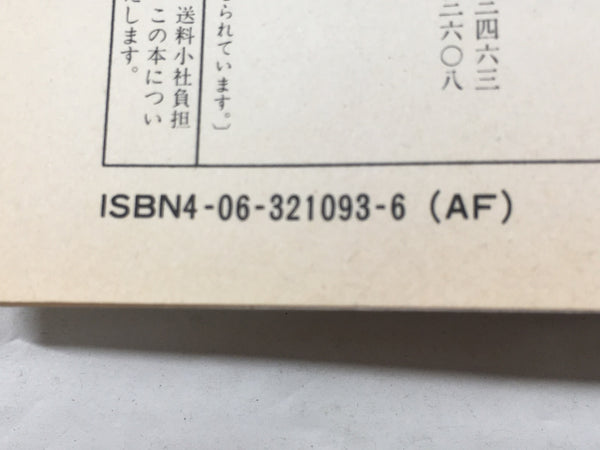 二四六三
二六〇八
られています。〕
送料小社負担
この本につい
たします。
ISBN4-06-321093-6 (AF)